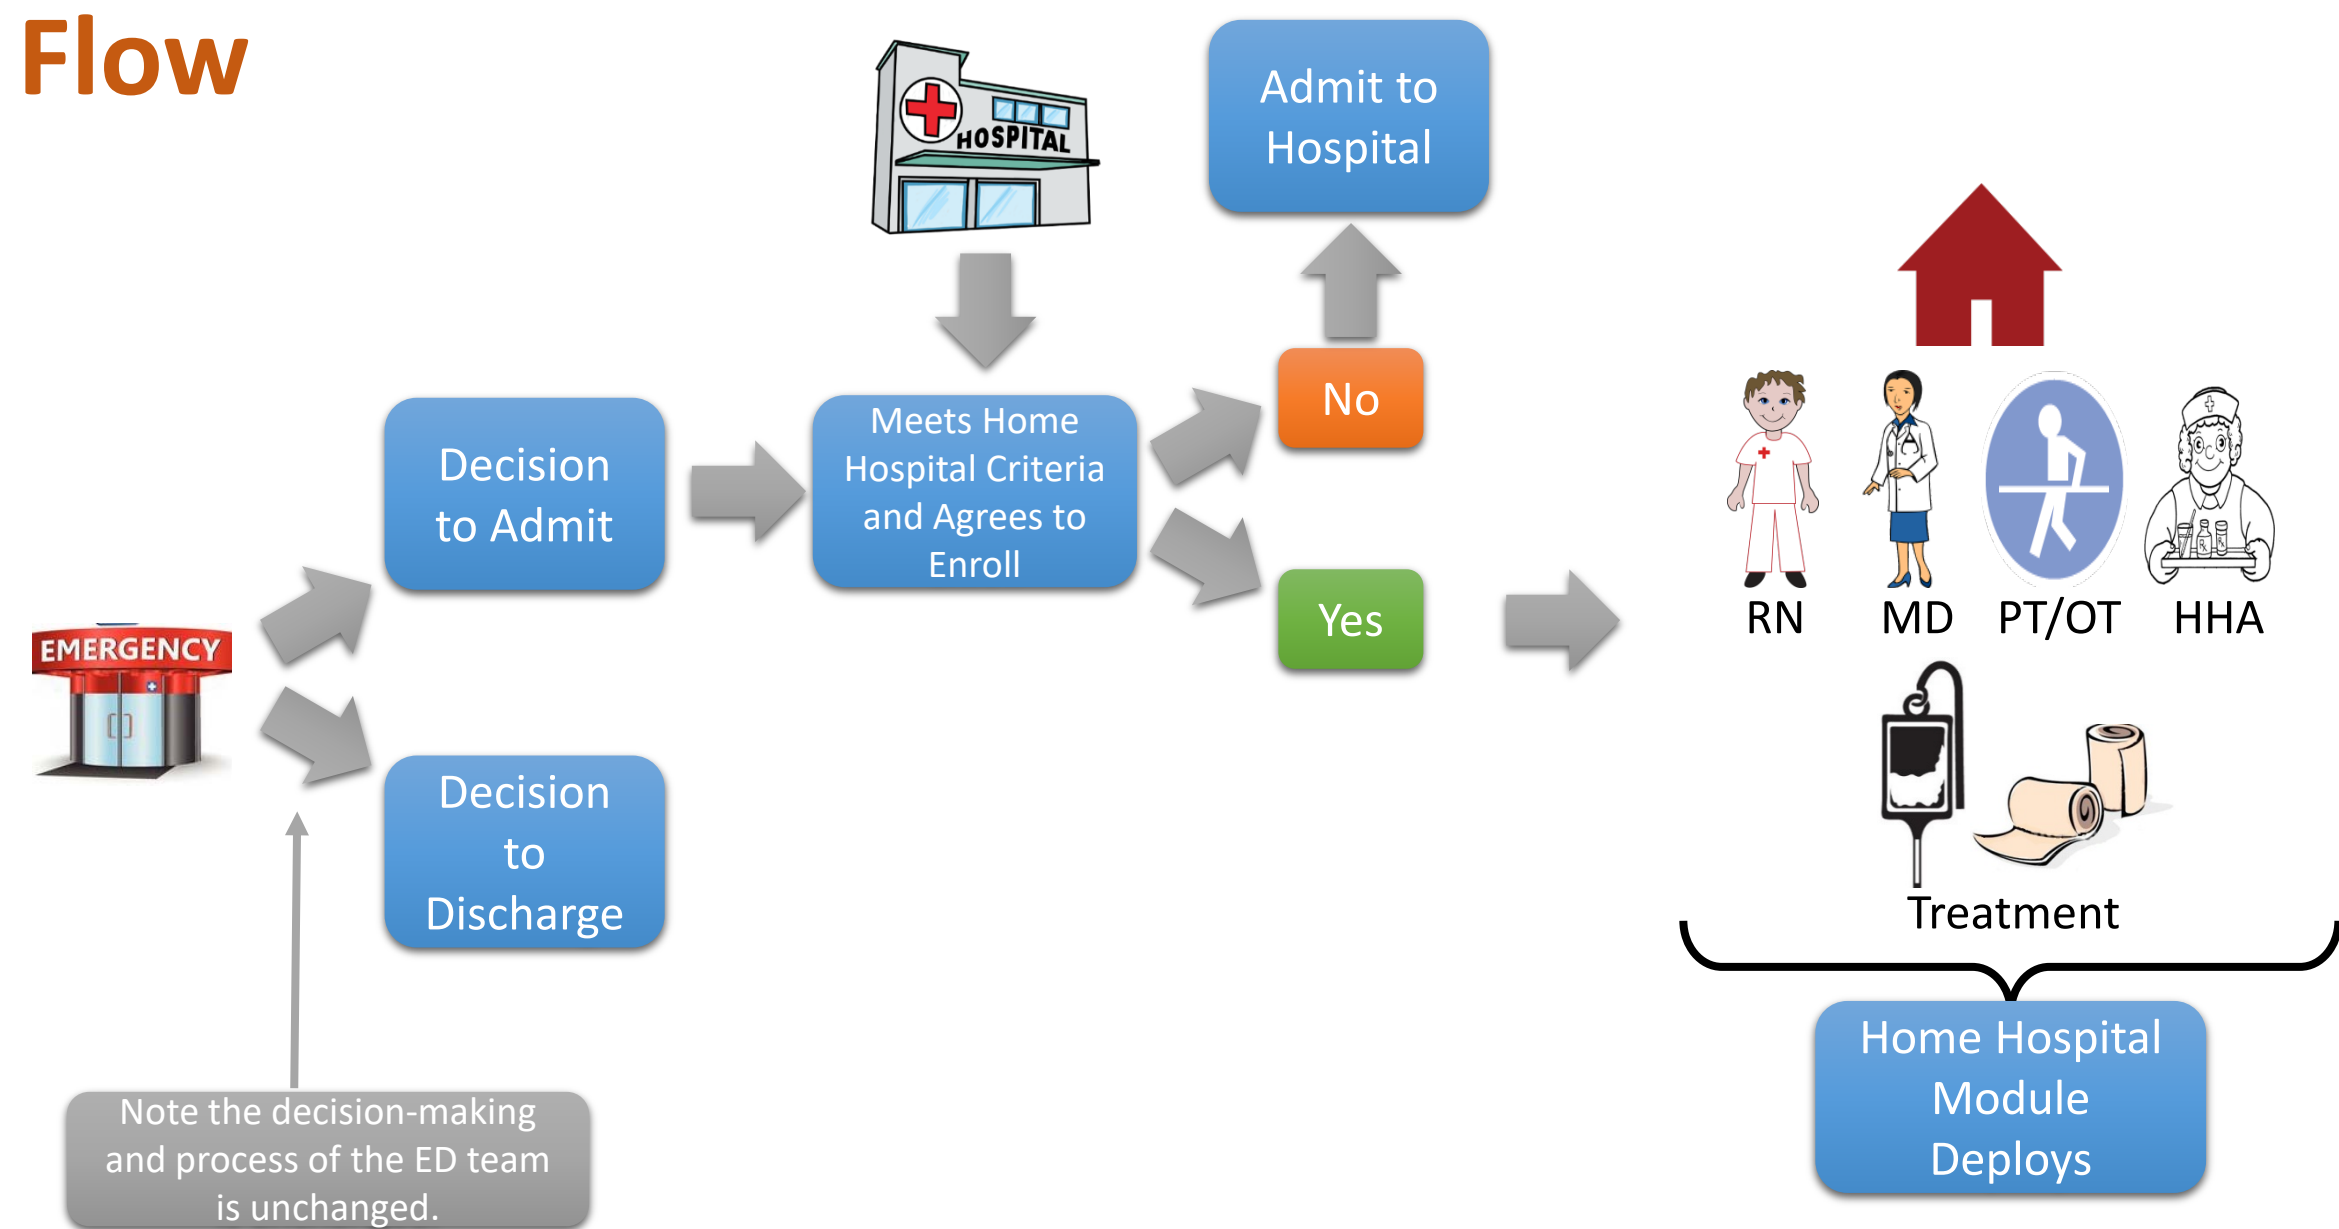 Flow
HOSPITAL
Admit to
Hospital
Decision
to Admit
Meets Home
Hospital Criteria
and Agrees to
Enroll
No
Yes
EMERGENCY
Decision
to
Discharge
Note the decision-making
and process of the ED team
is unchanged.
RN MD PT/OT HHA
Rx Rx
Treatment
Home Hospital
Module
Deploys